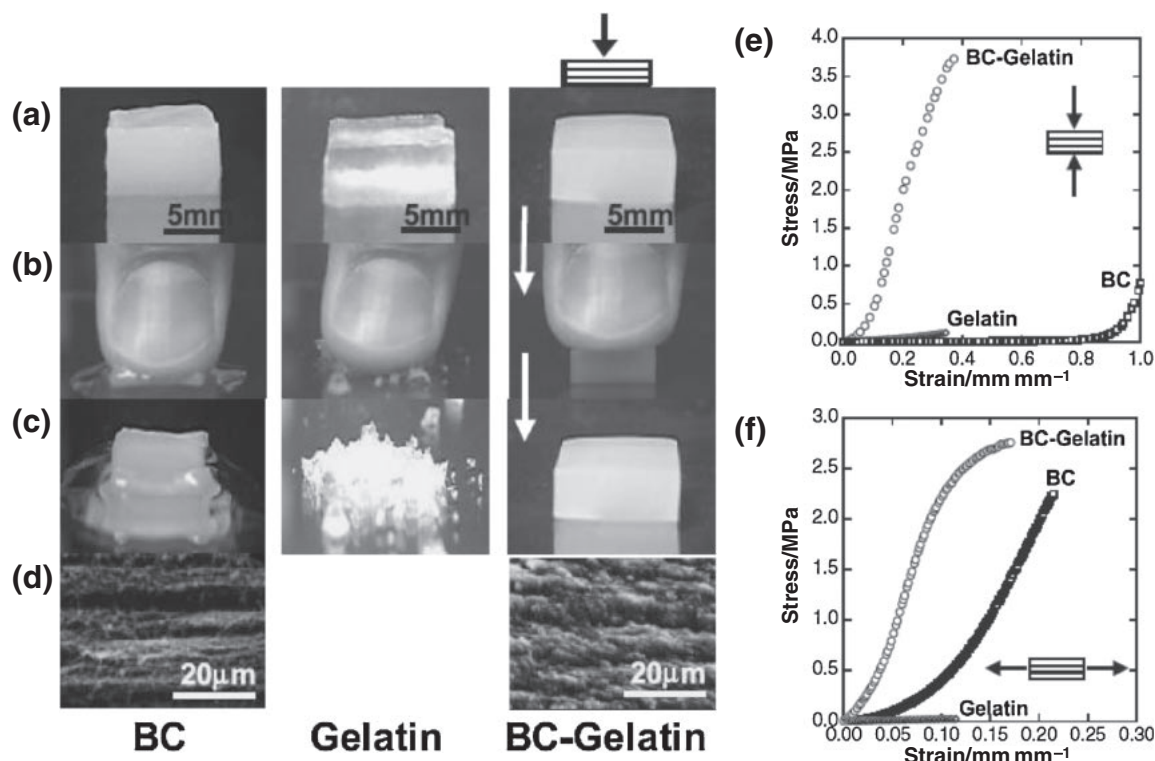 (a)
5mm
5mm
5mm
(b)
(c)
(d)
20μm
20μm
BC
Gelatin
BC-Gelatin
(e)
4.0
3.5
3.0
2.5
2.0
1.5
1.0
0.5
0.0
Stress/MPa
BC-Gelatin
BC
Gelatin
0.0
0.2
0.4
0.6
0.8
1.0
Strain/mm mm⁻¹
(f)
3.0
2.5
2.0
1.5
1.0
0.5
0.0
Stress/MPa
BC-Gelatin
BC
Gelatin
0.00
0.05
0.10
0.15
0.20
0.25
0.30
Strain/mm mm⁻¹